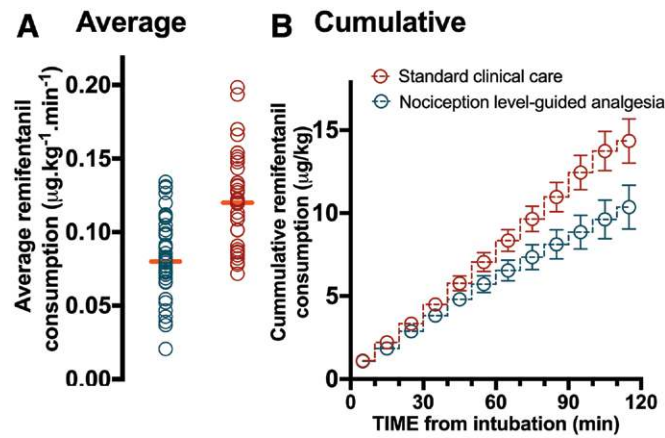 A Average
Average remifentanil
consumption (µg.kg-1.min-1)
0.20
0.15
0.10
0.05
0.00
B Cumulative
Cummulative remifentanil
consumption (µg/kg)
Standard clinical care
Nociception level-guided analgesia
15
10
5
0
0 30 60 90 120
TIME from intubation (min)